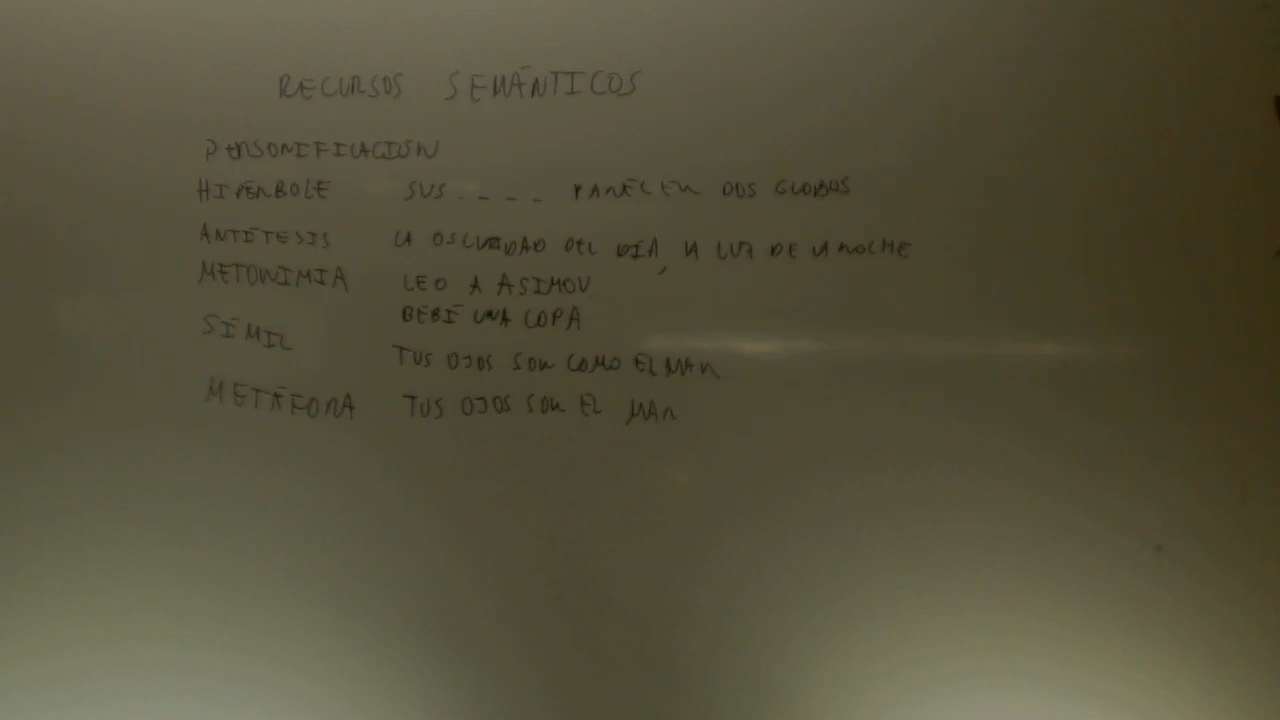 RECURSOS SEMÁNTICOS
PERSONIFICACIÓN
HIPÉRBOLE SUS .---- PARECEN DOS GLOBOS
ANTÍTESIS LA OSCURIDAD DEL DÍA, LA LUZ DE LA NOCHE
METONIMIA LEO A ASIMOV
BEBÉ UNA COPA
SÍMIL TUS OJOS SON COMO EL MAR
METÁFORA TUS OJOS SON EL MAR